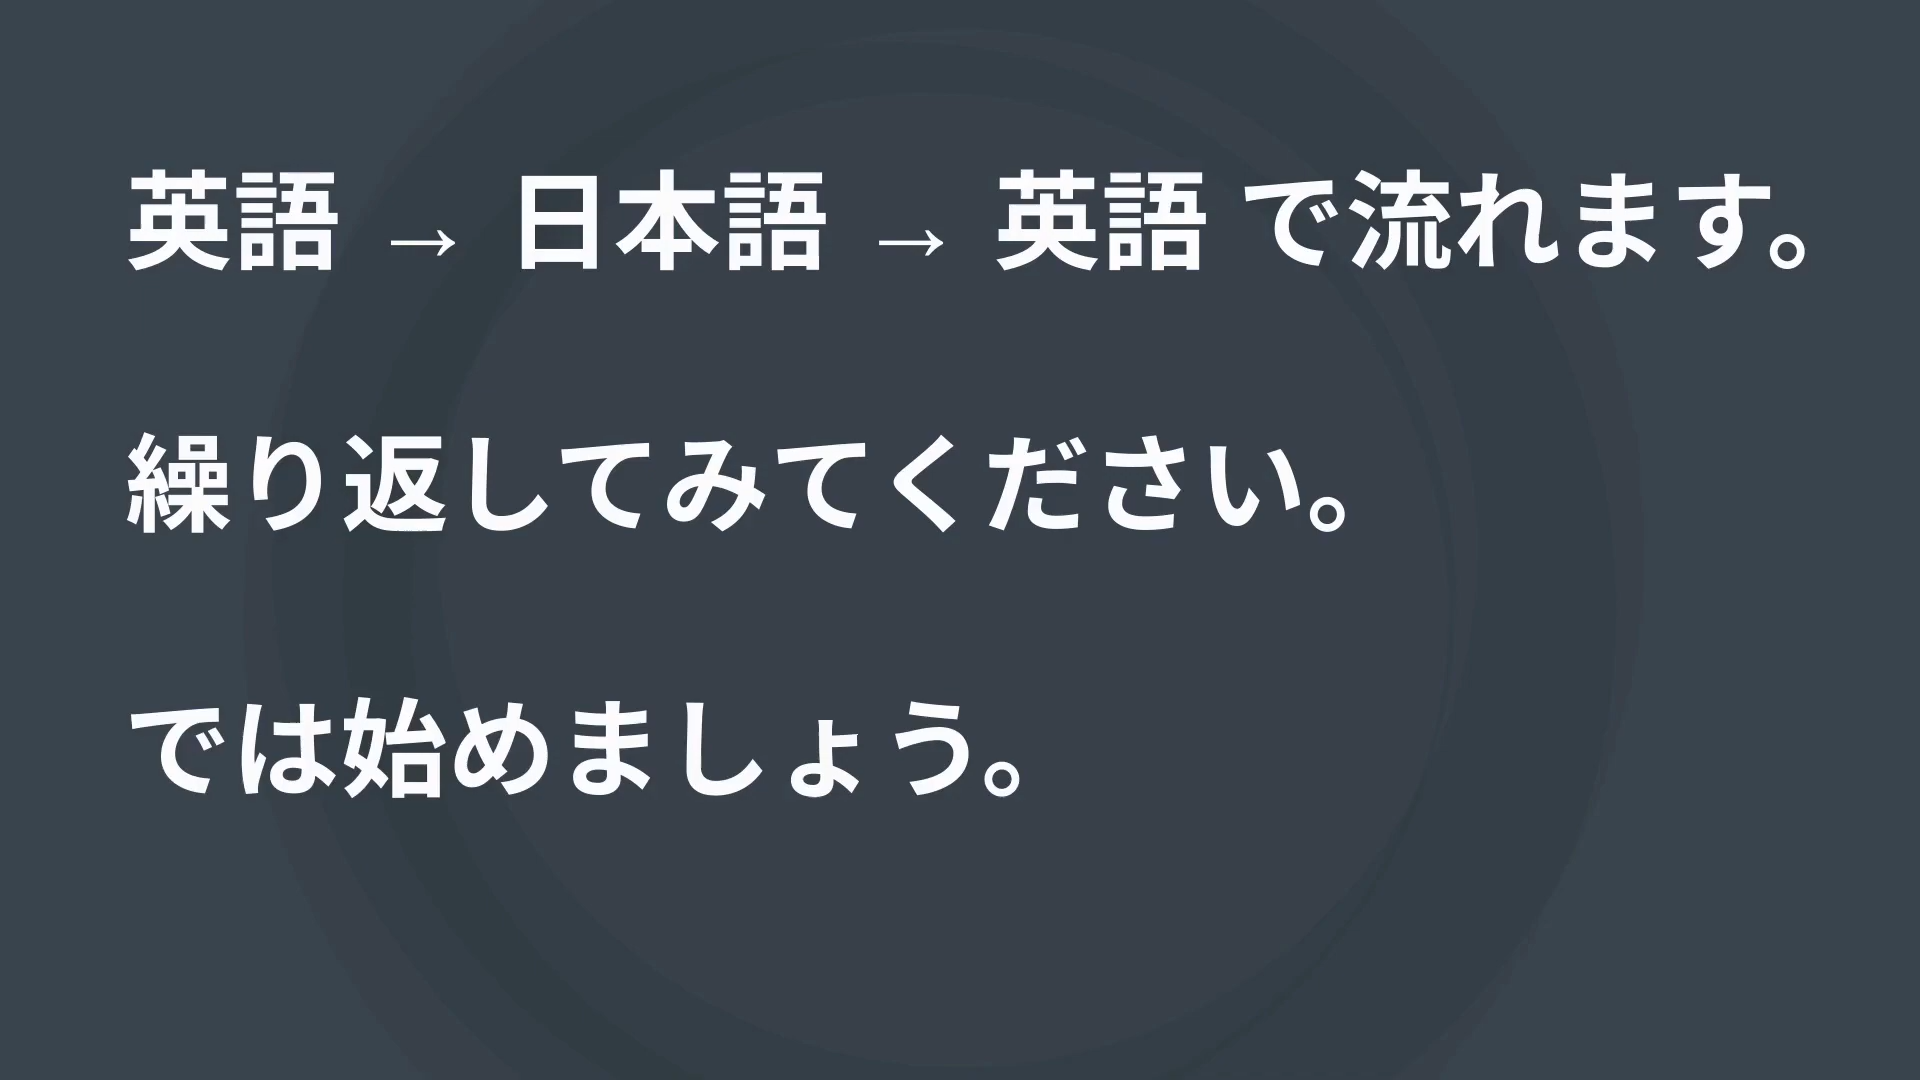 英語 → 日本語 → 英語 で流れます。
繰り返してみてください。
では始めましょう。